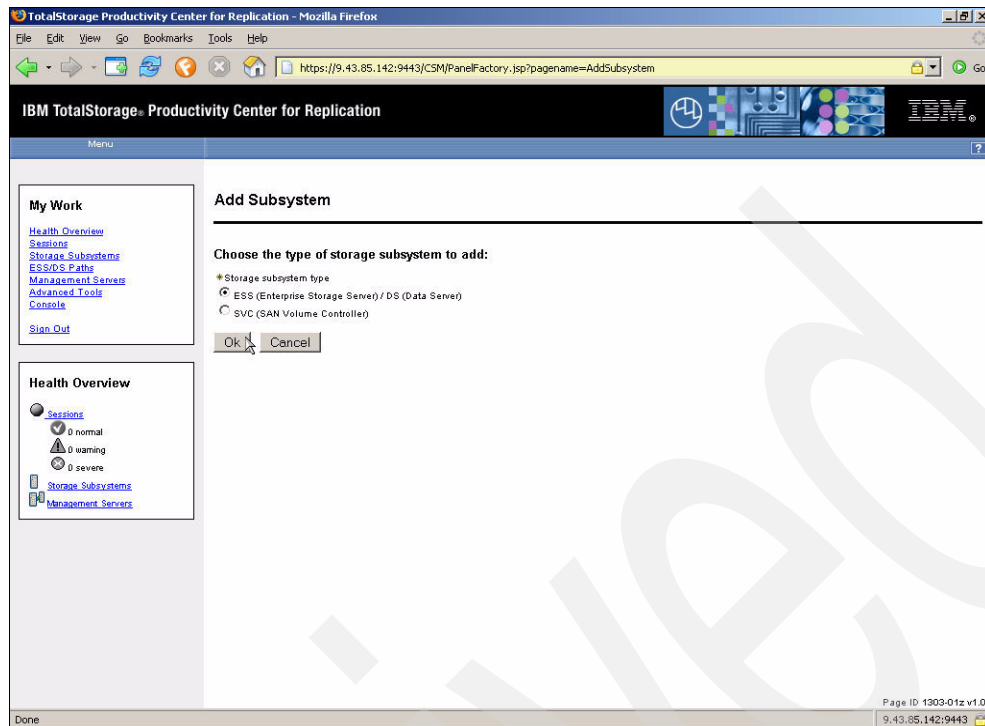 TotalStorage Productivity Center for Replication - Mozilla Firefox
File Edit View Go Bookmarks Tools Help
https://9.43.85.142:9443/CSM/PanelFactory.jsp?pagename=AddSubsystem
Go
IBM TotalStorage® Productivity Center for Replication
IBM®
Menu
?
My Work
Health Overview
Sessions
Storage Subsystems
ESS/DS Paths
Management Servers
Advanced Tools
Console
Sign Out
Health Overview
Sessions
0 normal
0 warning
0 severe
Storage Subsystems
Management Servers
Add Subsystem
Choose the type of storage subsystem to add:
*Storage subsystem type
ESS (Enterprise Storage Server) / DS (Data Server)
SVC (SAN Volume Controller)
Ok Cancel
Page ID 1303-01z v1.0
Done
9.43.85.142:9443